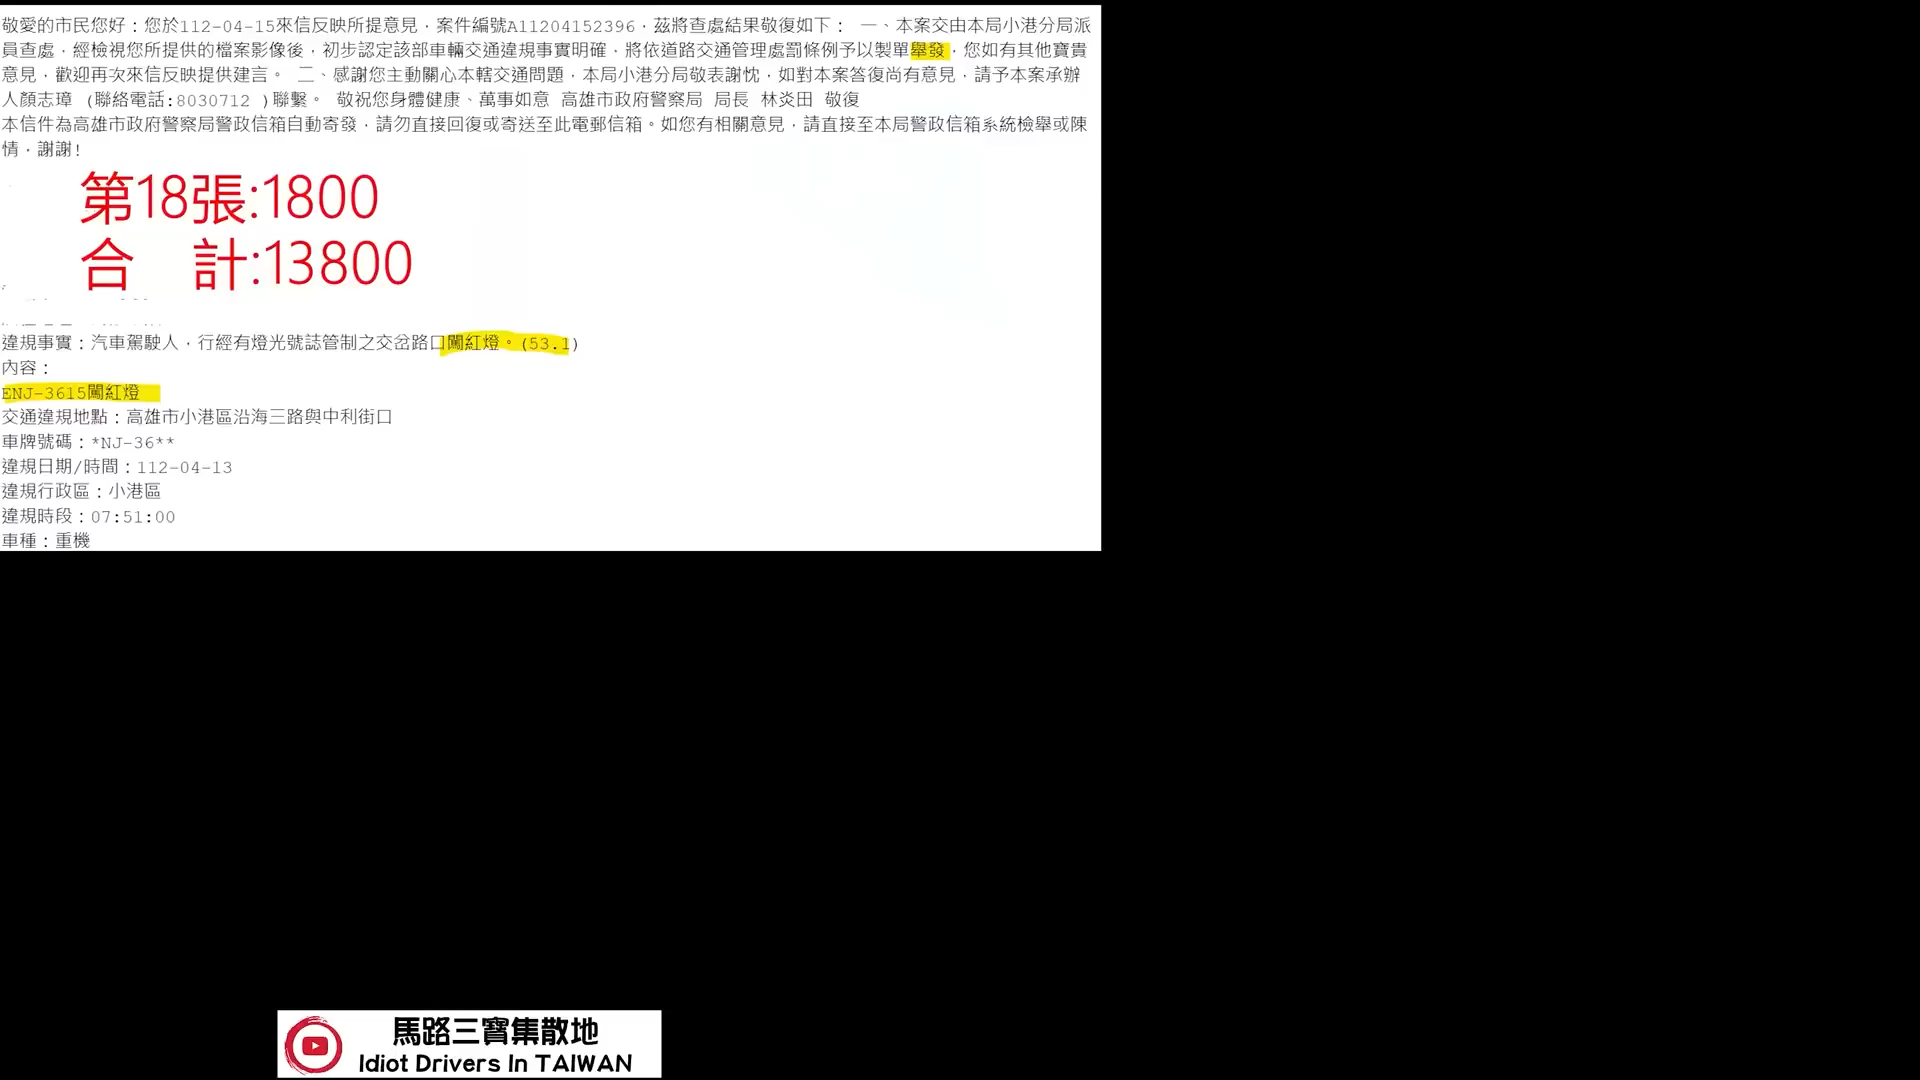 敬愛的市民您好：您於112-04-15來信反映所提意見，案件編號A11204152396，茲將查處結果敬復如下： 一、本案交由本局小港分局派
員查處，經檢視您所提供的檔案影像後，初步認定該部車輛交通違規事實明確，將依道路交通管理處罰條例予以製單舉發，您如有其他寶貴
意見，歡迎再次來信反映提供建言。 二、感謝您主動關心本轄交通問題，本局小港分局敬表謝忱，如對本案答復尚有意見，請予本案承辦
人顏志瑋 (聯絡電話:8030712 )聯繫。 敬祝您身體健康、萬事如意 高雄市政府警察局 局長 林炎田 敬復
本信件為高雄市政府警察局警政信箱自動寄發，請勿直接回復或寄送至此電郵信箱。如您有相關意見，請直接至本局警政信箱系統檢舉或陳
情，謝謝!
第18張:1800
合 計:13800
違規事實：汽車駕駛人，行經有燈光號誌管制之交岔路口闖紅燈。(53.1)
內容：
ENJ-3615闖紅燈
交通違規地點：高雄市小港區沿海三路與中利街口
車牌號碼：*NJ-36**
違規日期/時間：112-04-13
違規行政區：小港區
違規時段：07:51:00
車種：重機
馬路三寶集散地
Idiot Drivers In TAIWAN